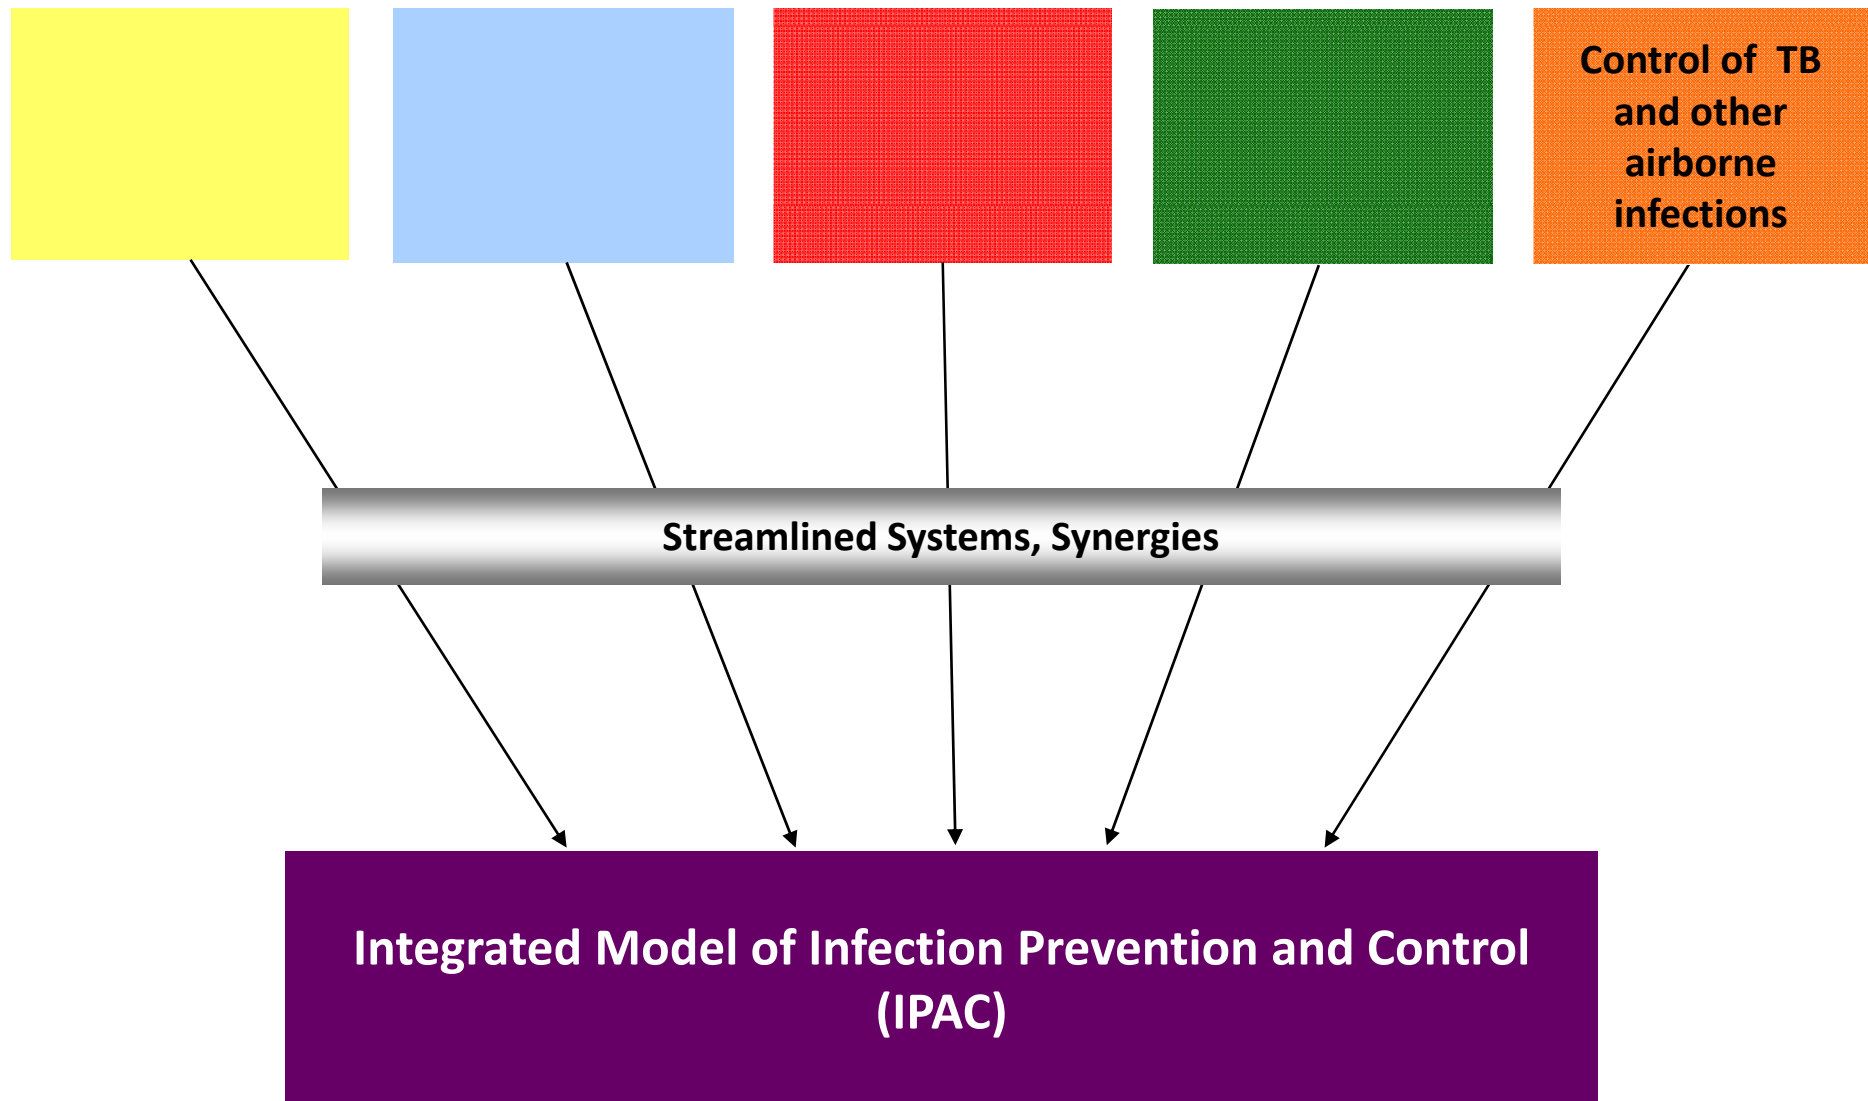 Control of  TB
and other
airborne
infections
Streamlined Systems, Synergies
Integrated Model of Infection Prevention and Control
(IPAC)